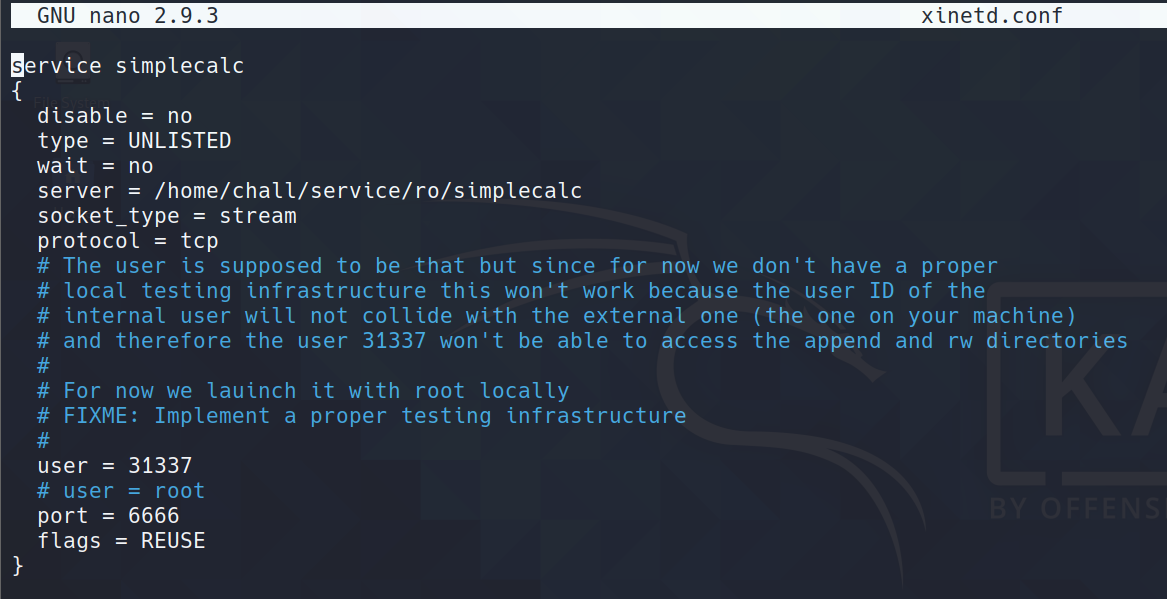 GNU nano 2.9.3 xinetd.conf
service simplecalc
{
disable = no
type = UNLISTED
wait = no
server = /home/chall/service/ro/simplecalc
socket_type = stream
protocol = tcp
# The user is supposed to be that but since for now we don't have a proper
# local testing infrastructure this won't work because the user ID of the
# internal user will not collide with the external one (the one on your machine)
# and therefore the user 31337 won't be able to access the append and rw directories
#
# For now we lauinch it with root locally
# FIXME: Implement a proper testing infrastructure
#
user = 31337
# user = root
port = 6666
flags = REUSE
}
KA
BY OFFENS